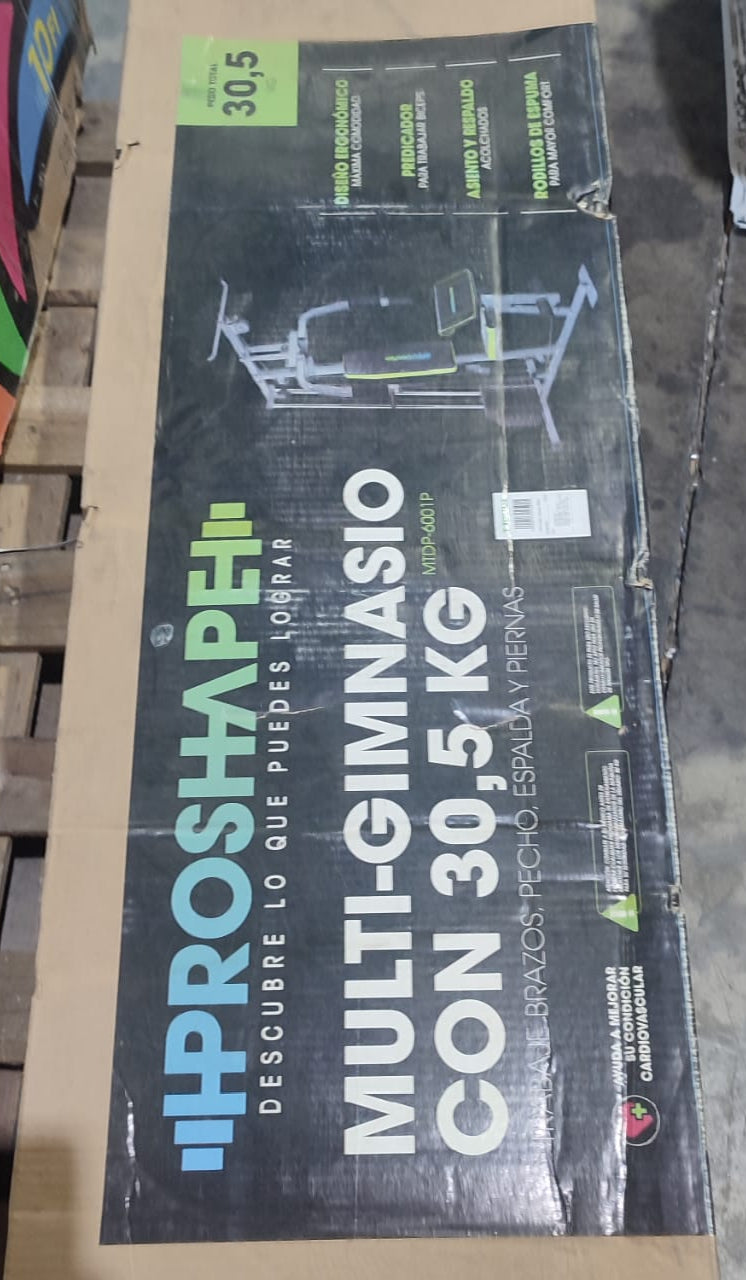 PROSHAPE
DESCUBRE LO QUE PUEDES LOGRAR
MULTI-GIMNASIO
CON 30,5 KG
MTDP-6001P
TRABAJE BRAZOS, PECHO, ESPALDA Y PIERNAS
AYUDA A MEJORAR
SU CONDICIÓN
CARDIOVASCULAR
PESO TOTAL
30,5
KG
DISEÑO ERGONÓMICO
MÁXIMA COMODIDAD
PREDICADOR
PARA TRABAJAR BÍCEPS
ASIENTO Y RESPALDO
ACOLCHADOS
RODILLOS DE ESPUMA
PARA MAYOR COMFORT